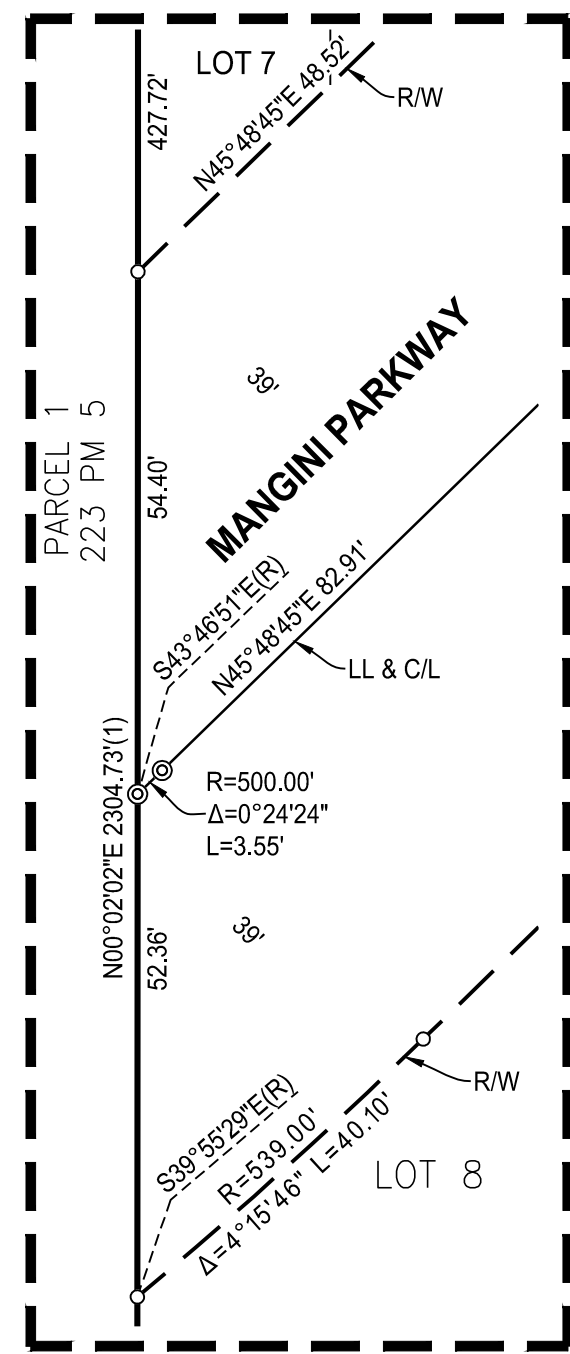 LOT 7
427.72'
N45°48'45"E 48.52'
R/W
39'
MANGINI PARKWAY
PARCEL 1
223 PM 5
54.40'
S43°46'51"E(R)
N45°48'45"E 82.91'
LL & C/L
N00°02'02"E 2304.73'(1)
R=500.00'
Δ=0°24'24"
L=3.55'
39'
52.36'
R/W
S39°55'29"E(R)
R=539.00'
Δ=4°15'46" L=40.10'
LOT 8